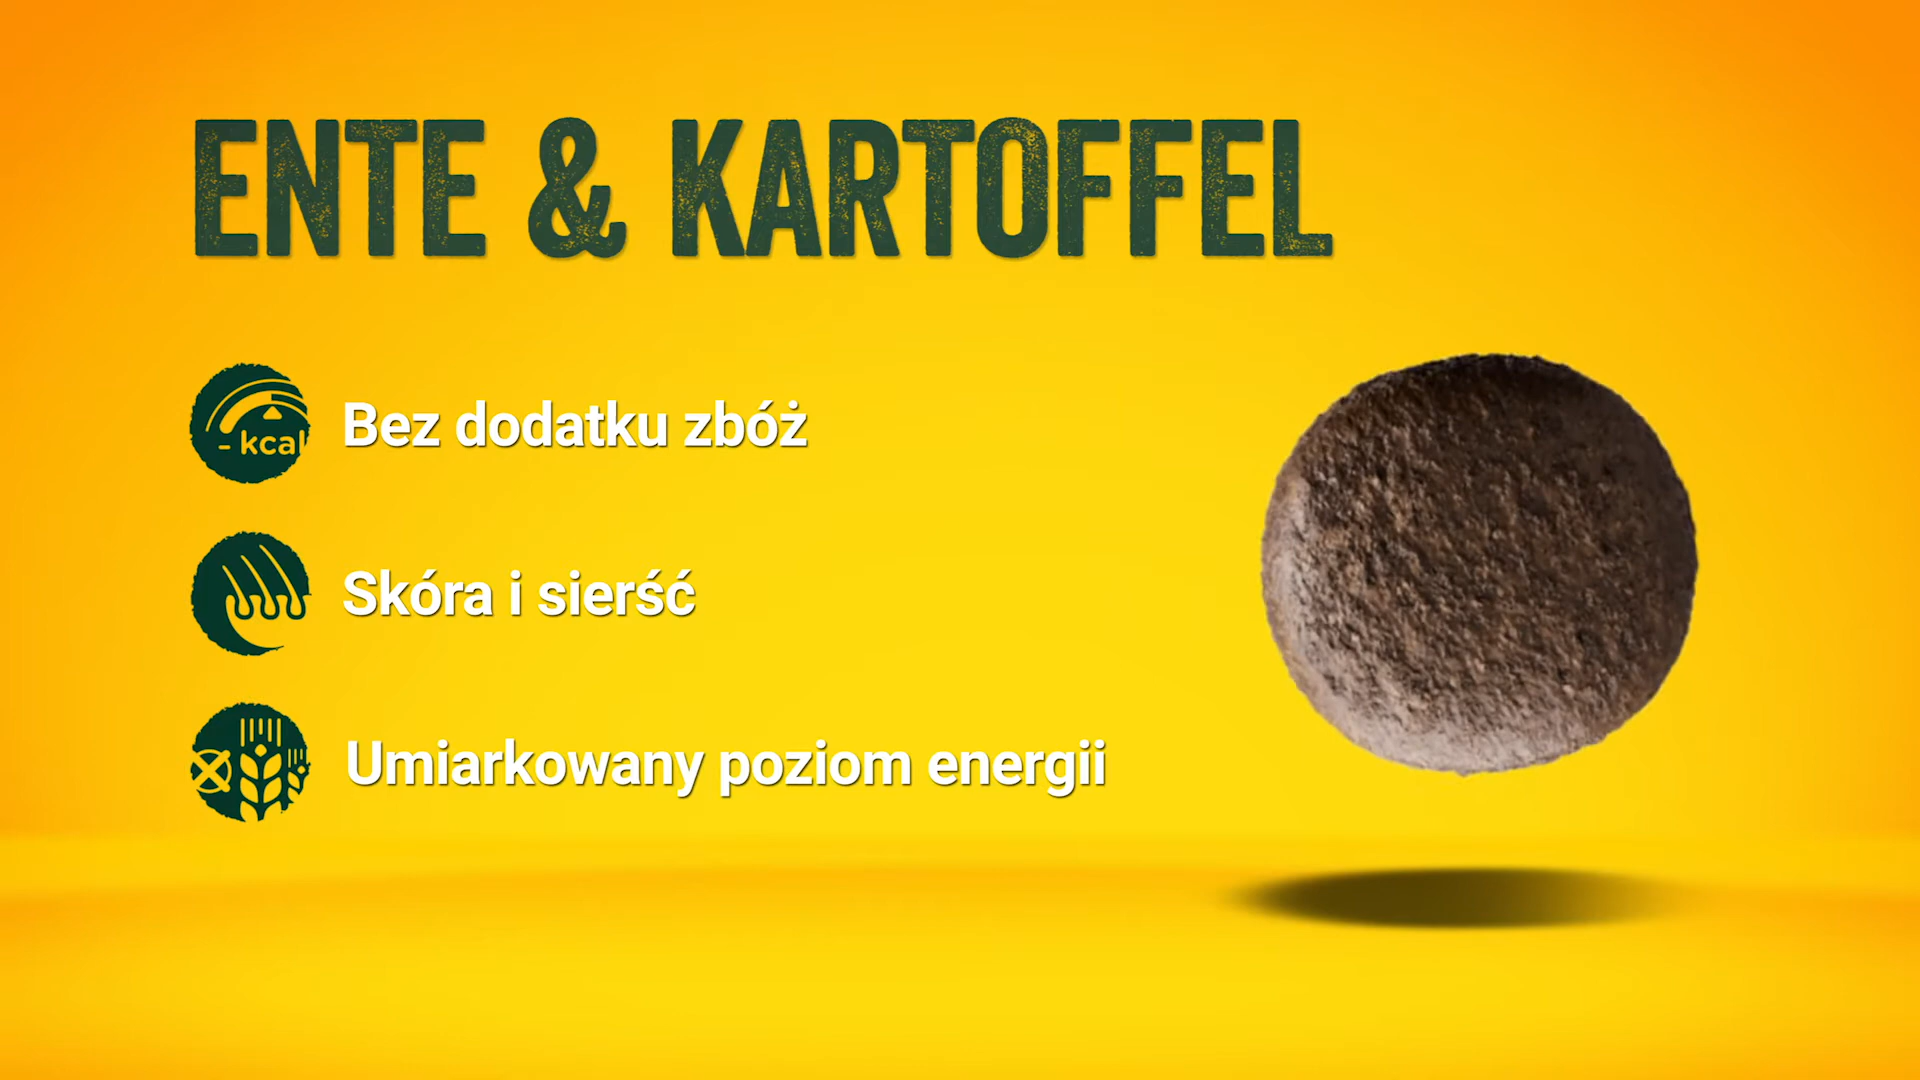 ENTE & KARTOFFEL
- kcal
Bez dodatku zbóż
Skóra i sierść
Umiarkowany poziom energii